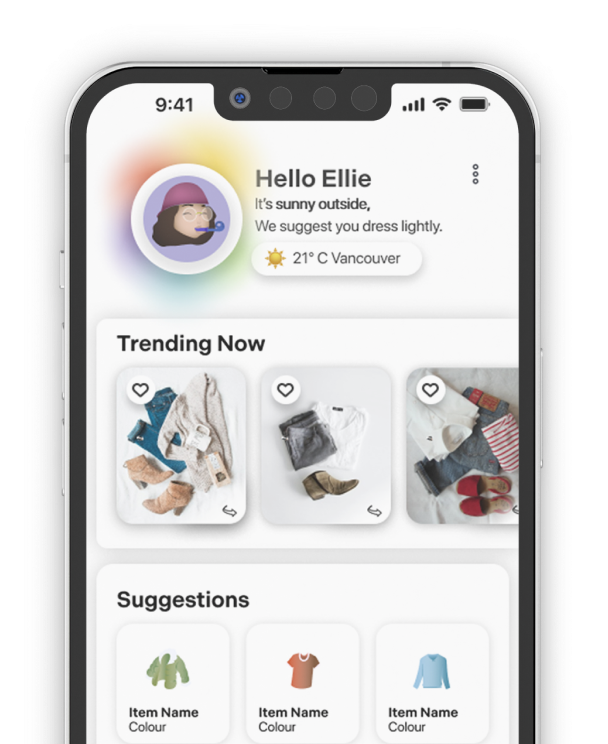 9:41
Hello Ellie
It's sunny outside,
We suggest you dress lightly.
21° C Vancouver
Trending Now
Suggestions
Item Name
Colour
Item Name
Colour
Item Name
Colour